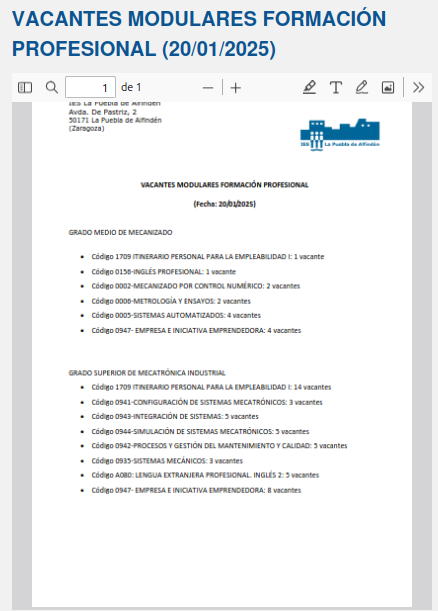 VACANTES MODULARES FORMACIÓN
PROFESIONAL (20/01/2025)
1 de 1
IES La Puebla de Alfindén
Avda. De Pastriz, 2
50171 La Puebla de Alfindén
(Zaragoza)
IES La Puebla de Alfindén
VACANTES MODULARES FORMACIÓN PROFESIONAL
(Fecha: 20/01/2025)
GRADO MEDIO DE MECANIZADO
• Código 1709 ITINERARIO PERSONAL PARA LA EMPLEABILIDAD I: 1 vacante
• Código 0156-INGLÉS PROFESIONAL: 1 vacante
• Código 0002-MECANIZADO POR CONTROL NUMÉRICO: 2 vacantes
• Código 0006-METROLOGÍA Y ENSAYOS: 2 vacantes
• Código 0005-SISTEMAS AUTOMATIZADOS: 4 vacantes
• Código 0947- EMPRESA E INICIATIVA EMPRENDEDORA: 4 vacantes
GRADO SUPERIOR DE MECATRÓNICA INDUSTRIAL
• Código 1709 ITINERARIO PERSONAL PARA LA EMPLEABILIDAD I: 14 vacantes
• Código 0941-CONFIGURACIÓN DE SISTEMAS MECATRÓNICOS: 3 vacantes
• Código 0943-INTEGRACIÓN DE SISTEMAS: 5 vacantes
• Código 0944-SIMULACIÓN DE SISTEMAS MECATRÓNICOS: 5 vacantes
• Código 0942-PROCESOS Y GESTIÓN DEL MANTENIMIENTO Y CALIDAD: 5 vacantes
• Código 0935-SISTEMAS MECÁNICOS: 3 vacantes
• Código A080: LENGUA EXTRANJERA PROFESIONAL. INGLÉS 2: 5 vacantes
• Código 0947- EMPRESA E INICIATIVA EMPRENDEDORA: 8 vacantes